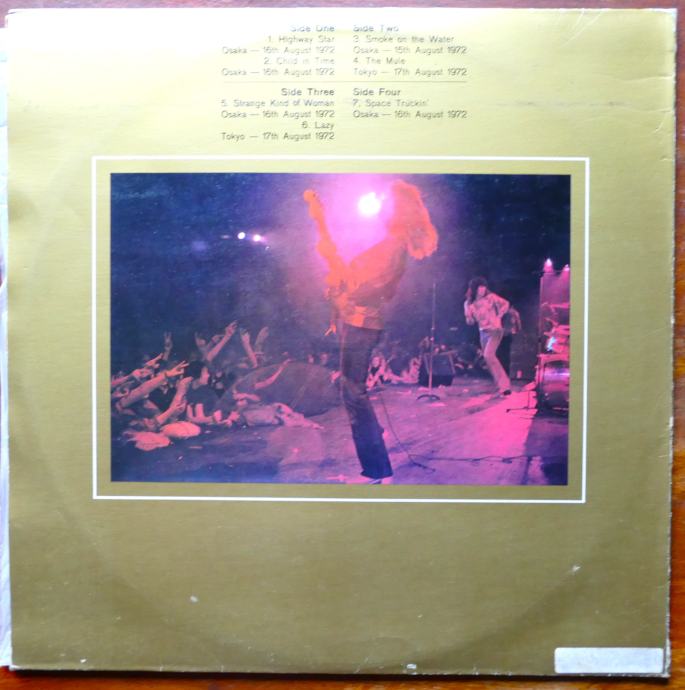 Side One
1. Highway Star
Osaka — 16th August 1972
2. Child in Time
Osaka — 16th August 1972
Side Two
3. Smoke on the Water
Osaka — 15th August 1972
4. The Mule
Tokyo — 17th August 1972
Side Three
5. Strange Kind of Woman
Osaka — 16th August 1972
6. Lazy
Tokyo — 17th August 1972
Side Four
7. Space Truckin'
Osaka — 16th August 1972